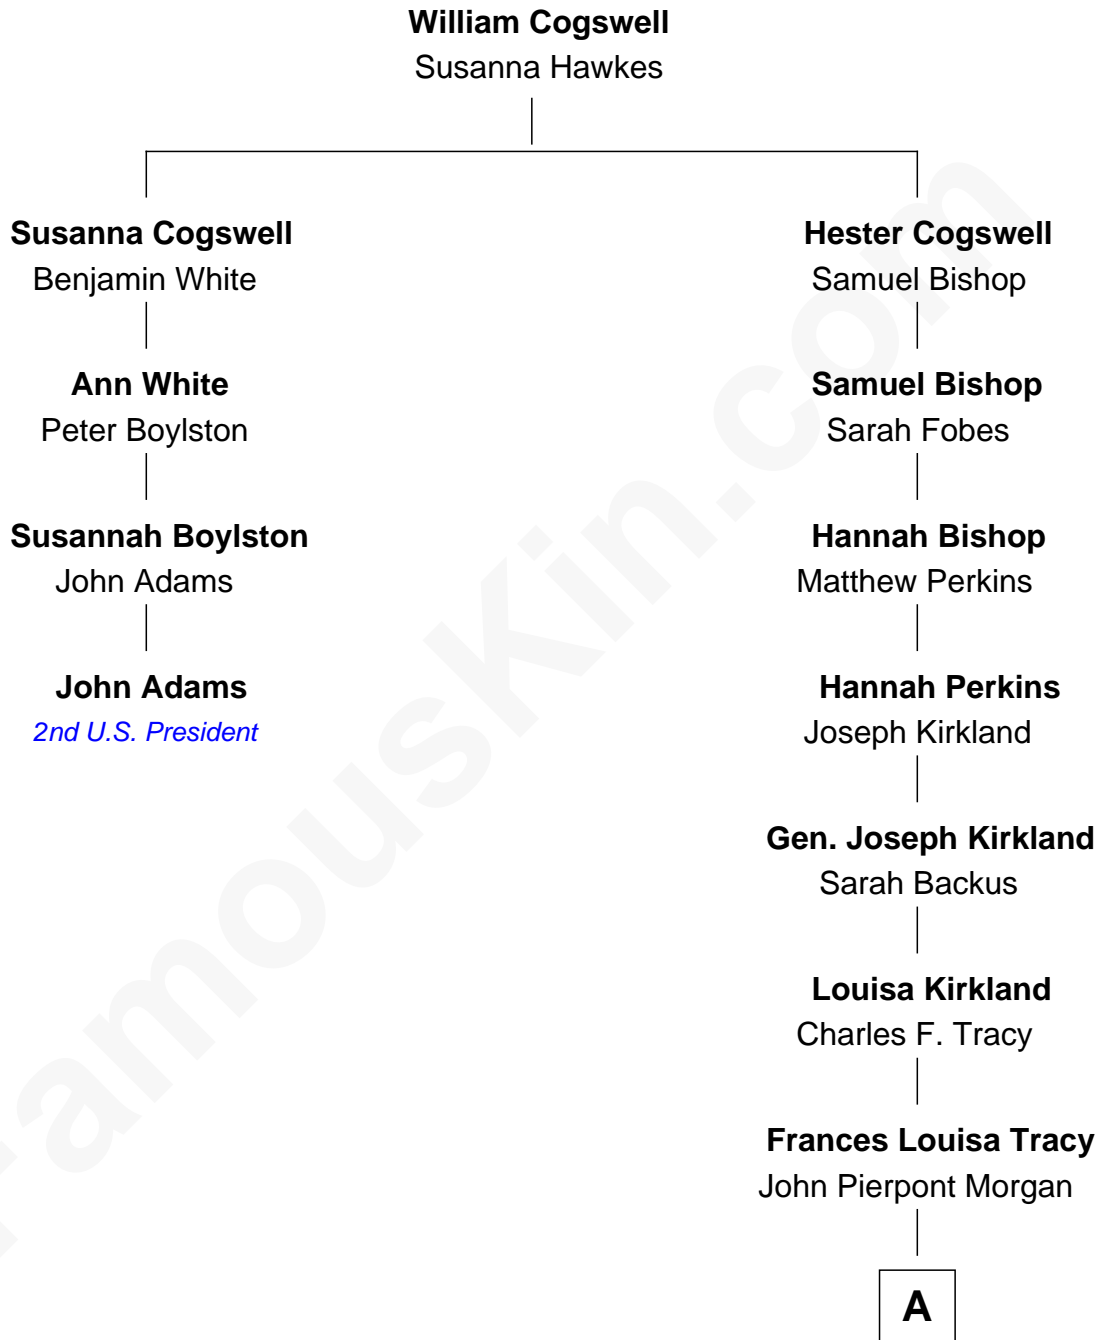 William Cogswell
Susanna Hawkes
Susanna Cogswell
Benjamin White
Hester Cogswell
Samuel Bishop
Ann White
Peter Boylston
Samuel Bishop
Sarah Fobes
Susannah Boylston
John Adams
Hannah Bishop
Matthew Perkins
John Adams
2nd U.S. President
Hannah Perkins
Joseph Kirkland
Gen. Joseph Kirkland
Sarah Backus
Louisa Kirkland
Charles F. Tracy
Frances Louisa Tracy
John Pierpont Morgan
A
FamousKin.com